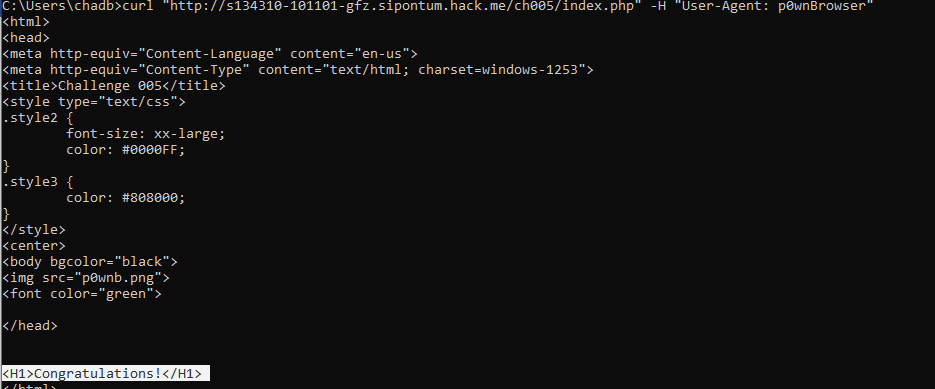 C:\Users\chadb>curl "http://s134310-101101-gfz.sipontum.hack.me/ch005/index.php" -H "User-Agent: p0wnBrowser"
<html>
<head>
<meta http-equiv="Content-Language" content="en-us">
<meta http-equiv="Content-Type" content="text/html; charset=windows-1253">
<title>Challenge 005</title>
<style type="text/css">
.style2 {
        font-size: xx-large;
        color: #0000FF;
}
.style3 {
        color: #808000;
}
</style>
<center>
<body bgcolor="black">
<img src="p0wnb.png">
<font color="green">

</head>

<H1>Congratulations!</H1>
</html>